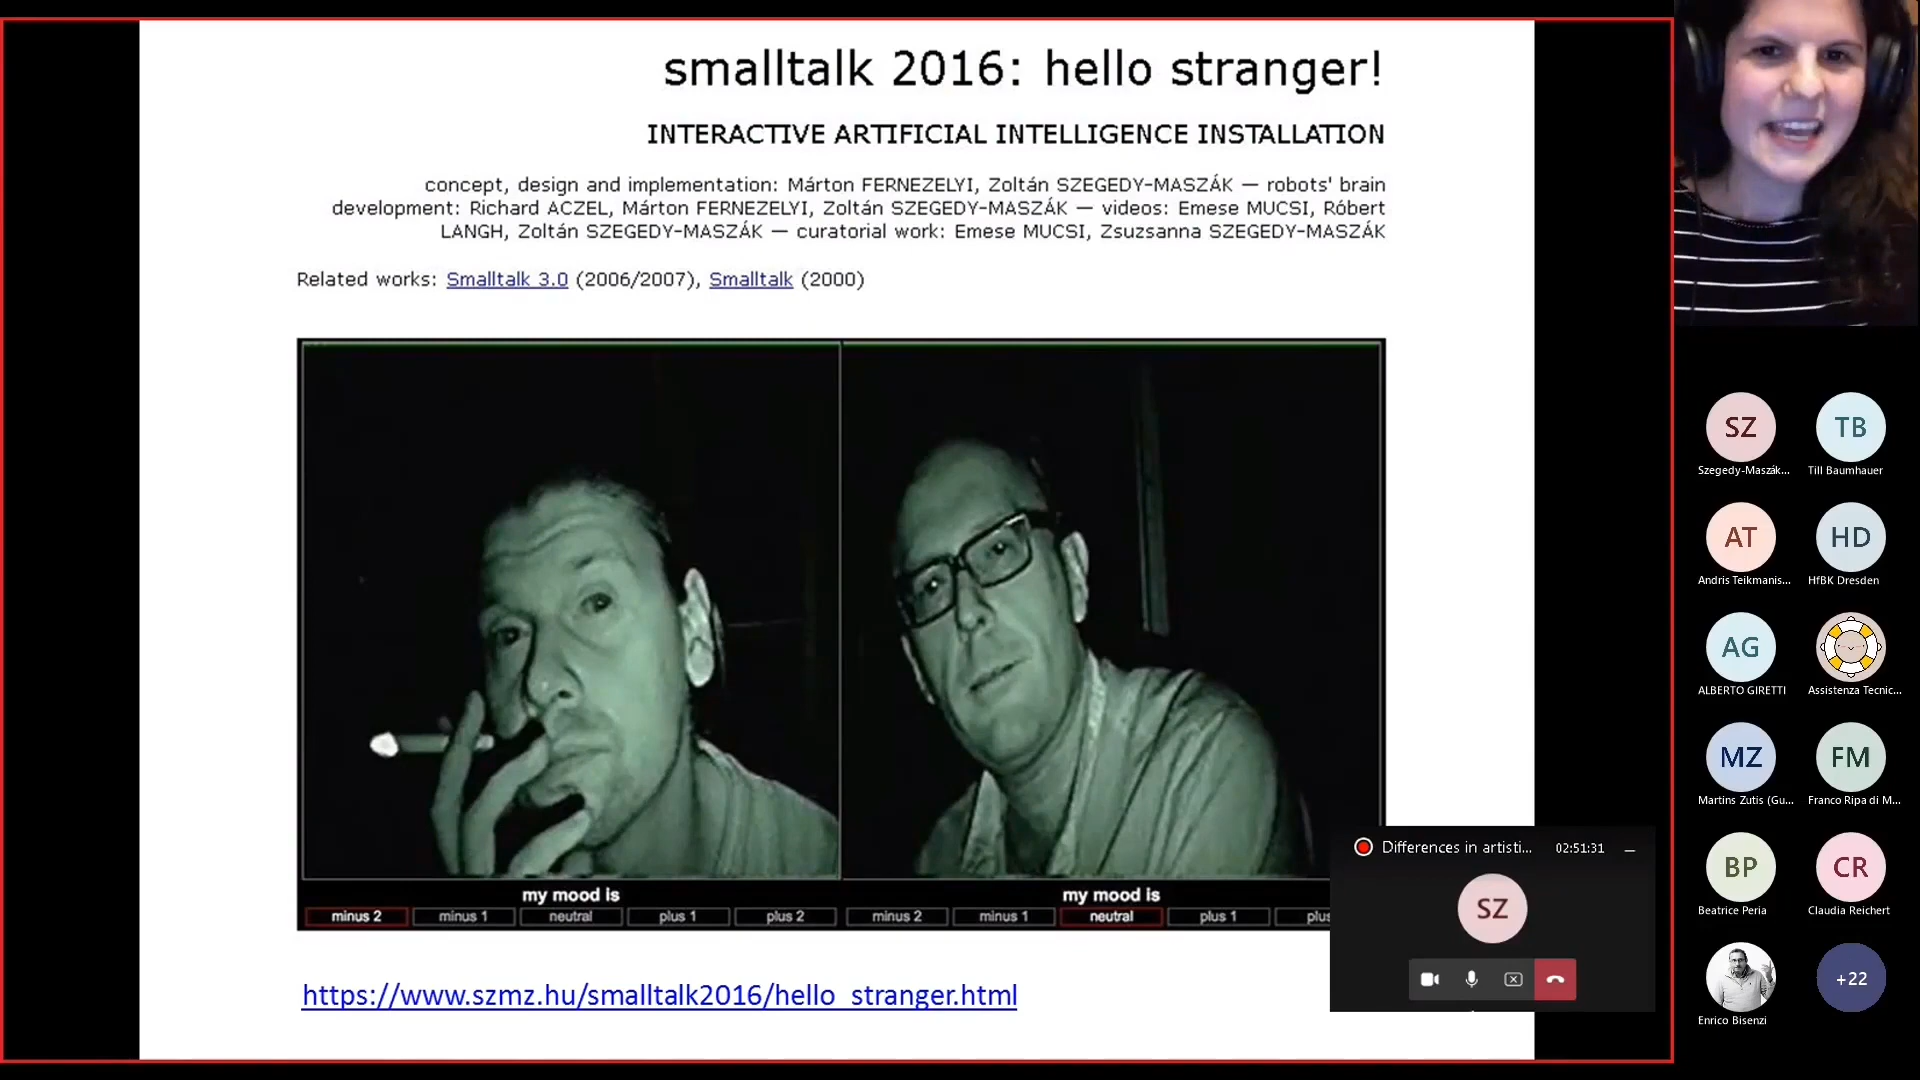 smalltalk 2016: hello stranger!
INTERACTIVE ARTIFICIAL INTELLIGENCE INSTALLATION
concept, design and implementation: Márton FERNEZELYI, Zoltán SZEGEDY-MASZÁK — robots' brain
development: Richard ACZEL, Márton FERNEZELYI, Zoltán SZEGEDY-MASZÁK — videos: Emese MUCSI, Róbert
LANGH, Zoltán SZEGEDY-MASZÁK — curatorial work: Emese MUCSI, Zsuzsanna SZEGEDY-MASZÁK
Related works: Smalltalk 3.0 (2006/2007), Smalltalk (2000)
my mood is
minus 2 minus 1 neutral plus 1 plus 2
my mood is
minus 2 minus 1 neutral plus 1 plus
https://www.szmz.hu/smalltalk2016/hello_stranger.html
Differences in artisti... 02:51:31
SZ
SZ TB
Szegedy-Maszák... Till Baumhauer
AT HD
Andris Teikmanis... HfBK Dresden
AG
ALBERTO GIRETTI Assistenza Tecnic...
MZ FM
Martins Zutis (Gu... Franco Ripa di M...
BP CR
Beatrice Peria Claudia Reichert
+22
Enrico Bisenzi